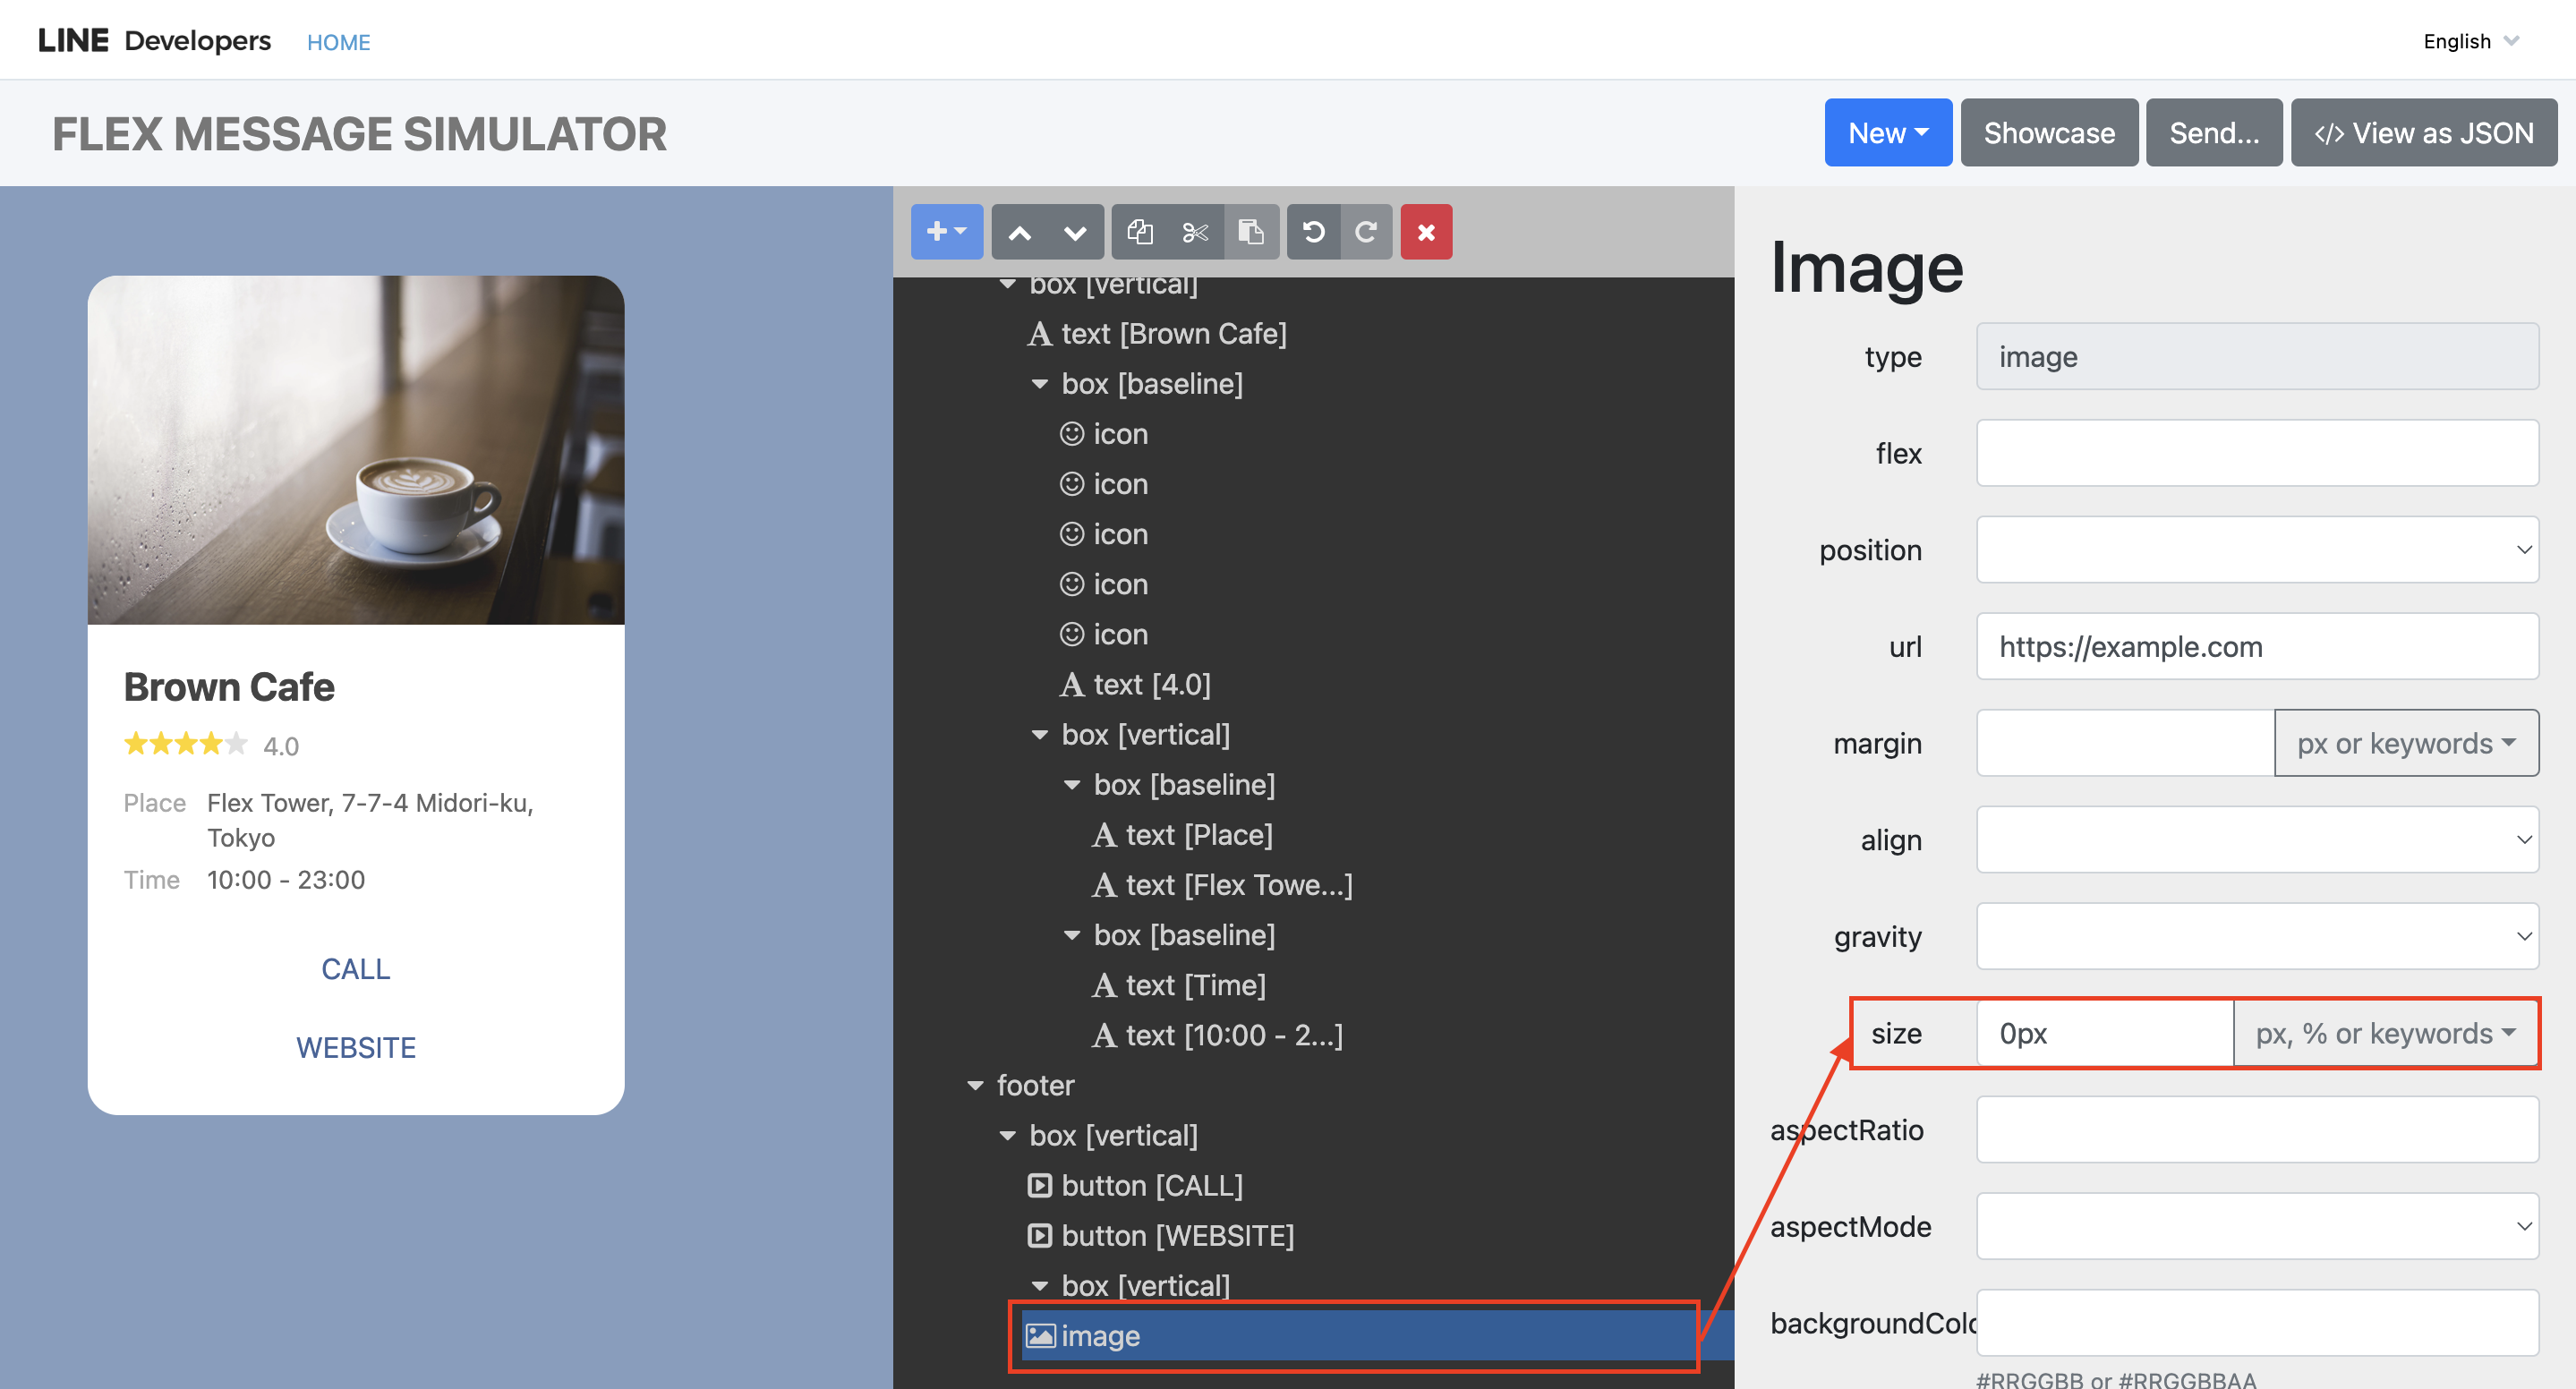 LINE Developers HOME English
FLEX MESSAGE SIMULATOR New Showcase Send... </> View as JSON
Brown Cafe
4.0
Place Flex Tower, 7-7-4 Midori-ku,
Tokyo
Time 10:00 - 23:00
CALL
WEBSITE
box [vertical]
A text [Brown Cafe]
box [baseline]
icon
icon
icon
icon
icon
A text [4.0]
box [vertical]
box [baseline]
A text [Place]
A text [Flex Towe...]
box [baseline]
A text [Time]
A text [10:00 - 2...]
footer
box [vertical]
button [CALL]
button [WEBSITE]
box [vertical]
image
Image
type image
flex
position
url https://example.com
margin px or keywords
align
gravity
size 0px px, % or keywords
aspectRatio
aspectMode
backgroundColo
#RRGGBB or #RRGGBBAA